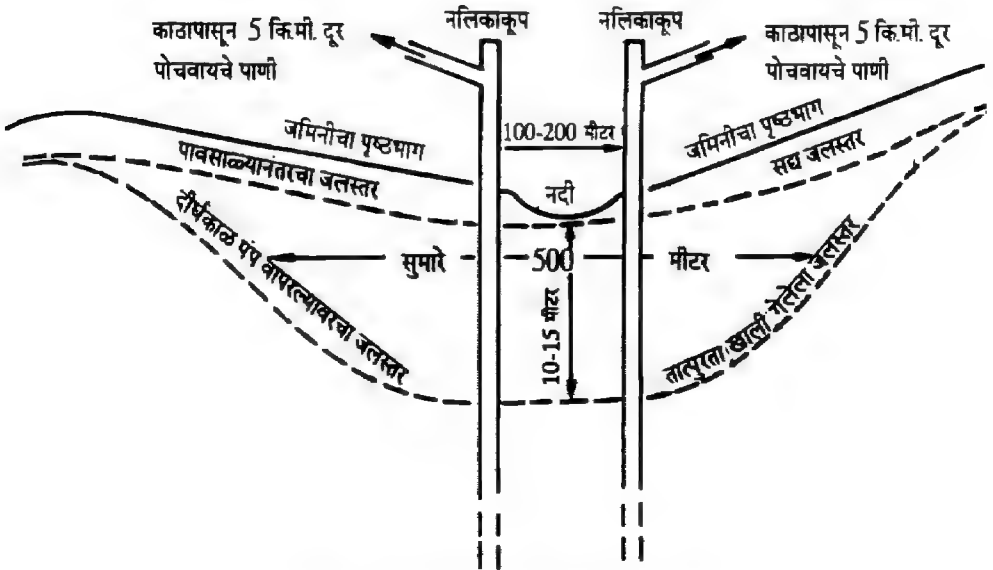 नलिकाकूप
नलिकाकूप
काठापासून 5 कि.मी. दूर
पोचवायचे पाणी
काठापासून 5 कि.मी. दूर
पोचवायचे पाणी
जमिनीचा पृष्ठभाग
100-200 मीटर
जमिनीचा पृष्ठभाग
पावसाळ्यानंतरचा जलस्तर
नदी
सद्य जलस्तर
दीर्घकाळ पंप वापरल्यावरचा जलस्तर
सुमारे 500 मीटर
10-15 मीटर
तात्पुरता खाली गेलेला जलस्तर